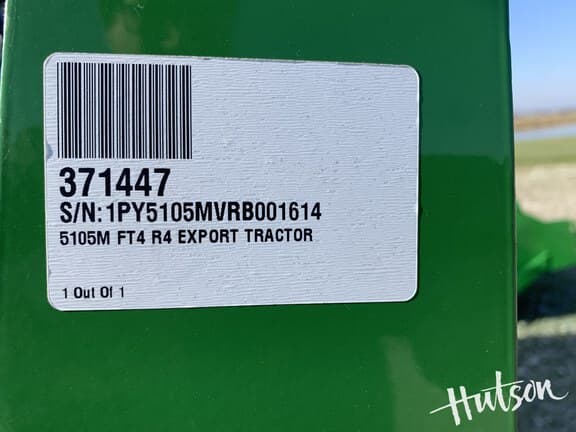 371447
S/N: 1PY5105MVRB001614
5105M FT4 R4 EXPORT TRACTOR
1 Out Of 1
Hutson